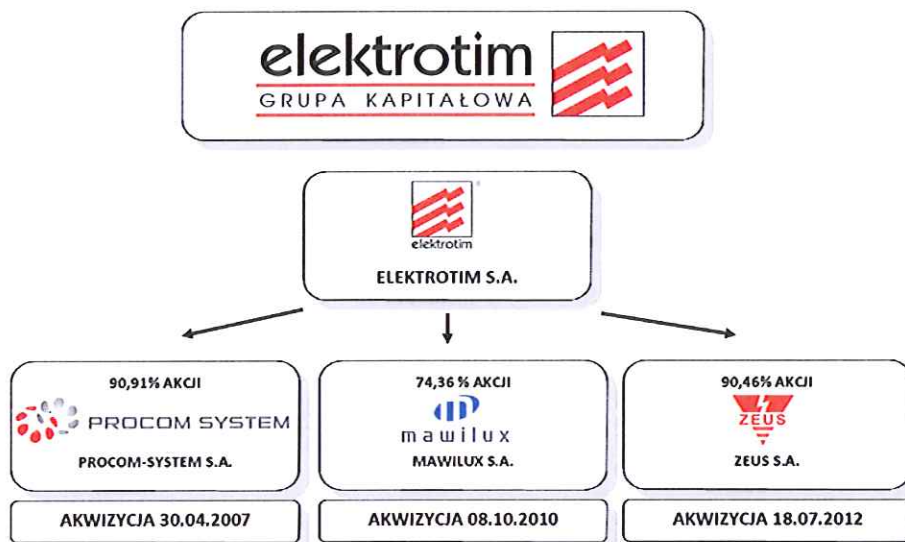 elektrotim
GRUPA KAPITAŁOWA
elektrotim
ELEKTROTIM S.A.
90,91% AKCJI
PROCOM SYSTEM
PROCOM-SYSTEM S.A.
74,36 % AKCJI
mawilux
MAWILUX S.A.
90,46% AKCJI
ZEUS
ZEUS S.A.
AKWIZYCJA 30.04.2007
AKWIZYCJA 08.10.2010
AKWIZYCJA 18.07.2012